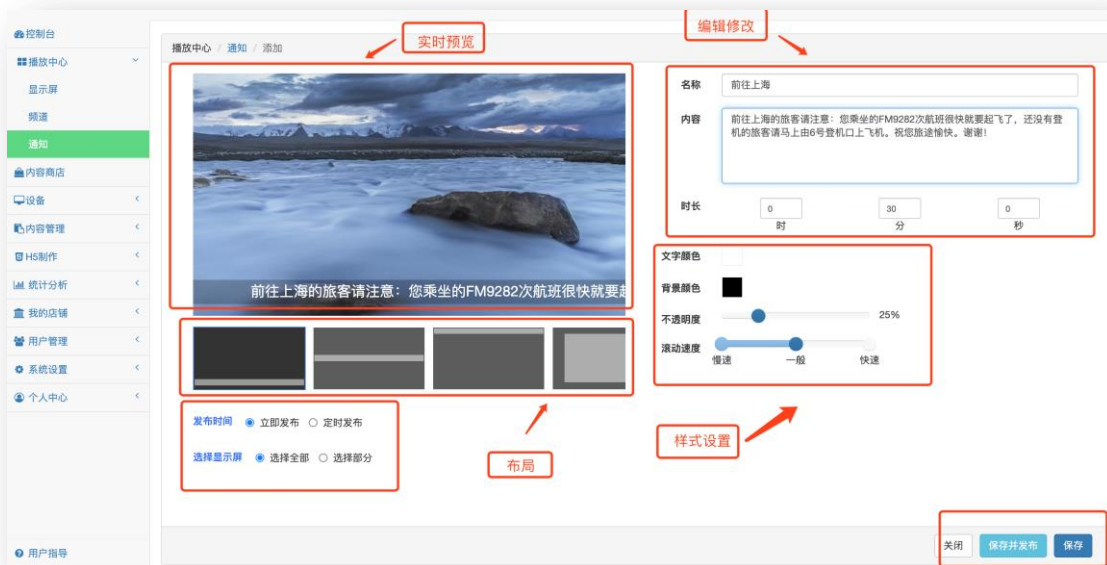 控制台
播放中心
显示屏
频道
通知
内容商店
设备
内容管理
H5制作
统计分析
我的店铺
用户管理
系统设置
个人中心
用户指导
实时预览
编辑修改
播放中心 / 通知 / 添加
前往上海的旅客请注意：您乘坐的FM9282次航班很快就要起
名称 前往上海
内容 前往上海的旅客请注意：您乘坐的FM9282次航班很快就要起飞了，还没有登
机的旅客请马上由6号登机口上飞机。祝您旅途愉快。谢谢！
时长 0 30 0
时 分 秒
文字颜色
背景颜色
不透明度 25%
滚动速度
慢速 一般 快速
发布时间 立即发布 定时发布
选择显示屏 选择全部 选择部分
布局
样式设置
关闭 保存并发布 保存